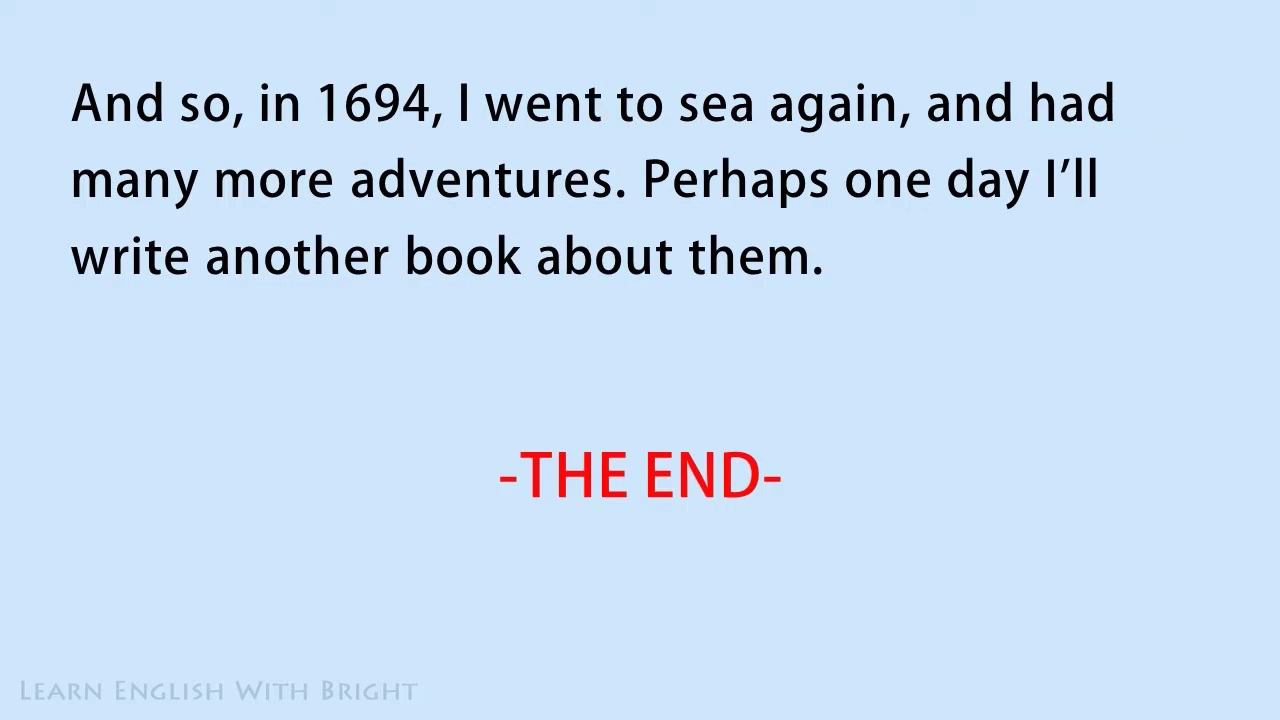 And so, in 1694, I went to sea again, and had
many more adventures. Perhaps one day I’ll
write another book about them.
-THE END-
Learn English With Bright